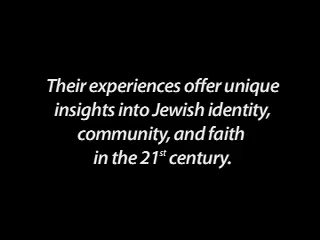 Their experiences offer unique
insights into Jewish identity,
community, and faith
in the 21st century.